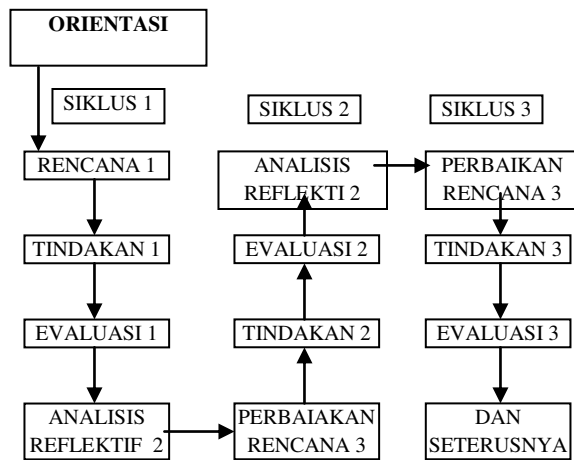 ORIENTASI
SIKLUS 1
RENCANA 1
TINDAKAN 1
EVALUASI 1
ANALISIS
REFLEKTIF 2
SIKLUS 2
ANALISIS
REFLEKTI 2
EVALUASI 2
TINDAKAN 2
PERBAIAKAN
RENCANA 3
SIKLUS 3
PERBAIKAN
RENCANA 3
TINDAKAN 3
EVALUASI 3
DAN
SETERUSNYA